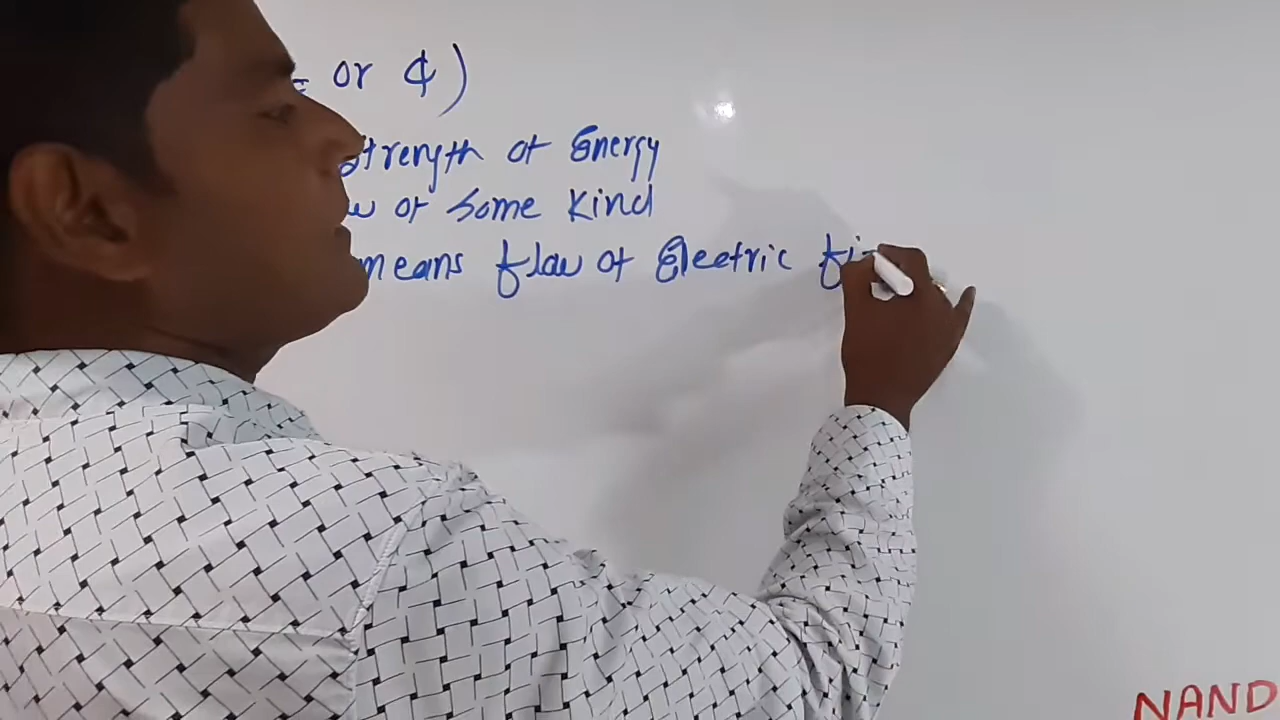 or ¢)
Strength of Energy
of some kind
means flow of Electric
NAND